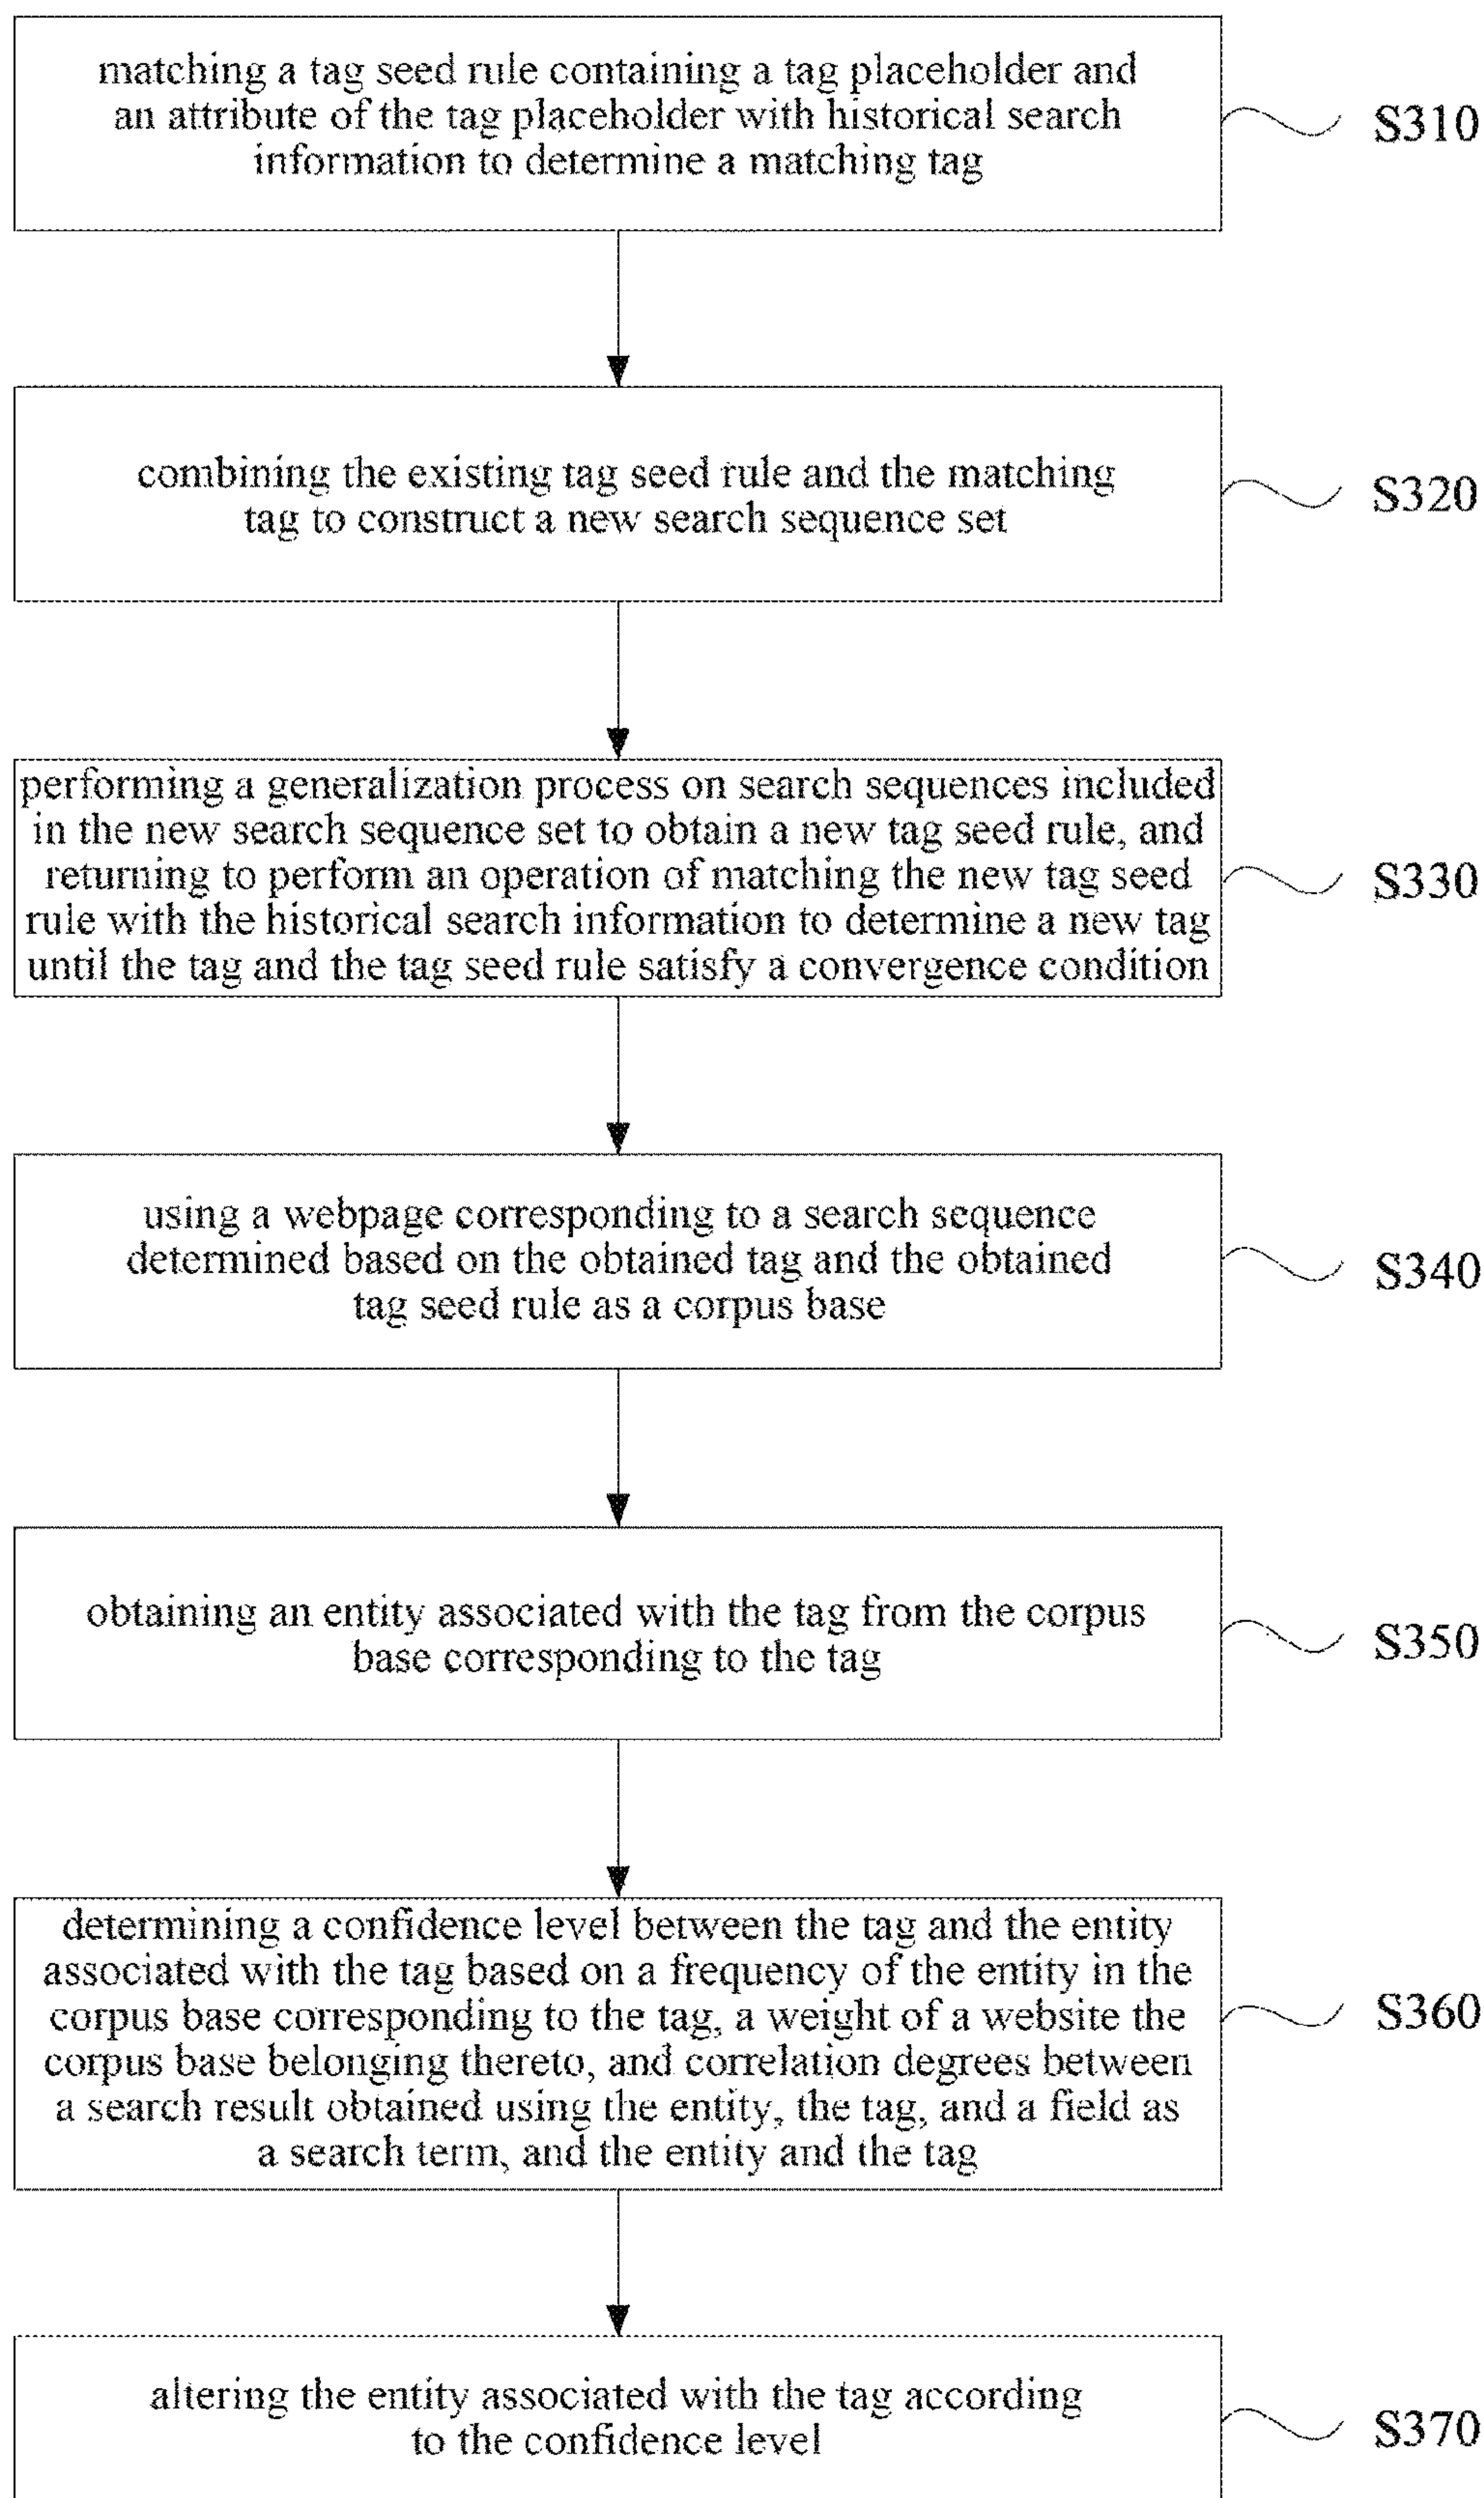 matching a tag seed rule containing a tag placeholder and
an attribute of the tag placeholder with historical search
information to determine a matching tag
S310
combining the existing tag seed rule and the matching
tag to construct a new search sequence set
S320
performing a generalization process on search sequences included
in the new search sequence set to obtain a new tag seed rule, and
returning to perform an operation of matching the new tag seed
rule with the historical search information to determine a new tag
until the tag and the tag seed rule satisfy a convergence condition
S330
using a webpage corresponding to a search sequence
determined based on the obtained tag and the obtained
tag seed rule as a corpus base
S340
obtaining an entity associated with the tag from the corpus
base corresponding to the tag
S350
determining a confidence level between the tag and the entity
associated with the tag based on a frequency of the entity in the
corpus base corresponding to the tag, a weight of a website the
corpus base belonging thereto, and correlation degrees between
a search result obtained using the entity, the tag, and a field as
a search term, and the entity and the tag
S360
altering the entity associated with the tag according
to the confidence level
S370